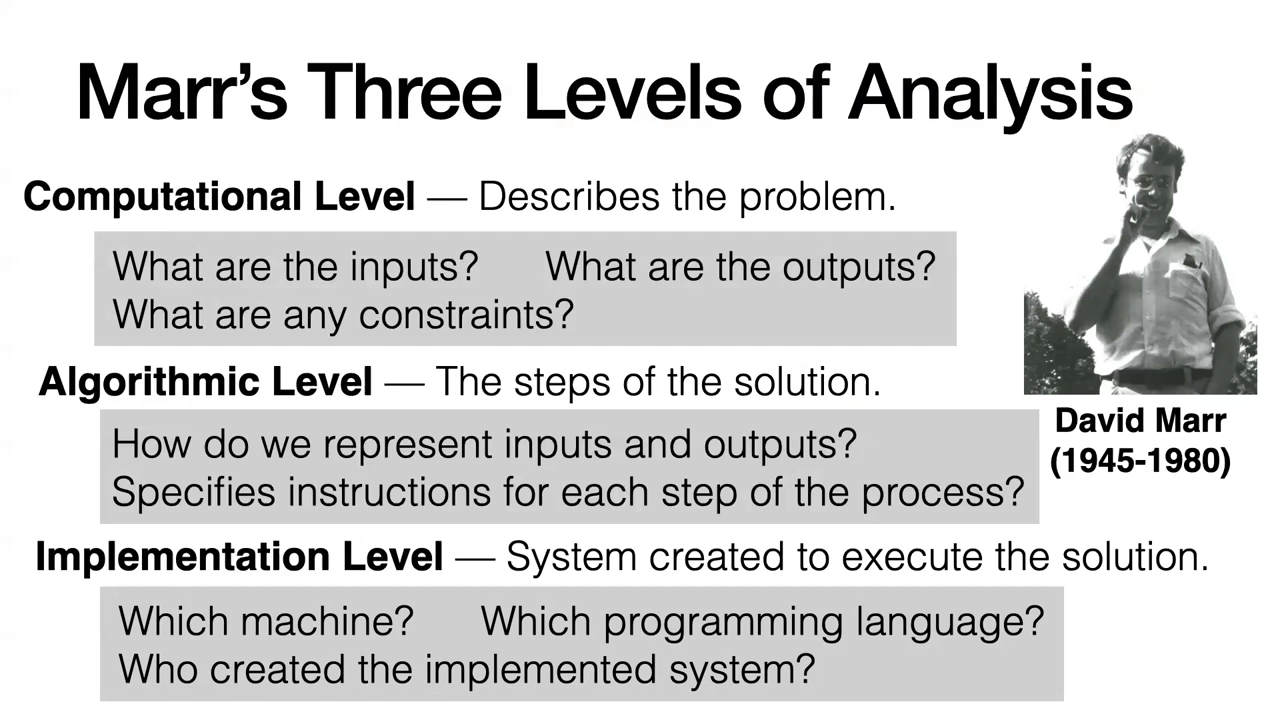 Marr’s Three Levels of Analysis
Computational Level — Describes the problem.
What are the inputs? What are the outputs?
What are any constraints?
Algorithmic Level — The steps of the solution.
How do we represent inputs and outputs?
Specifies instructions for each step of the process?
Implementation Level — System created to execute the solution.
Which machine? Which programming language?
Who created the implemented system?
David Marr
(1945-1980)